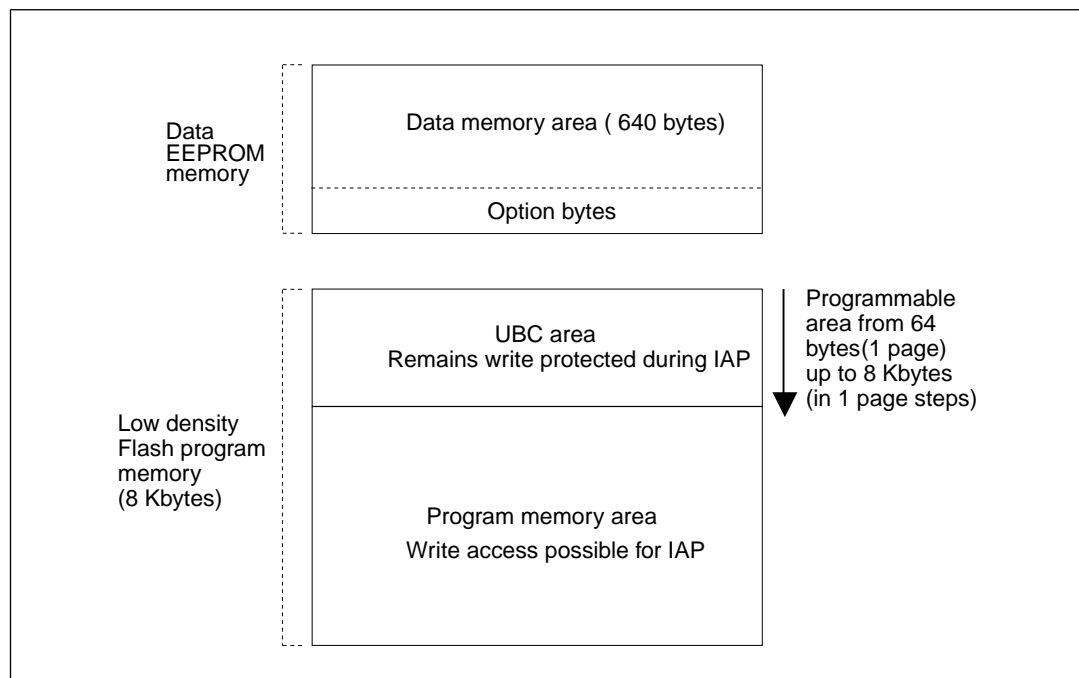 Data
EEPROM
memory
Data memory area ( 640 bytes)
Option bytes
Low density
Flash program
memory
(8 Kbytes)
UBC area
Remains write protected during IAP
Programmable
area from 64
bytes(1 page)
up to 8 Kbytes
(in 1 page steps)
Program memory area
Write access possible for IAP